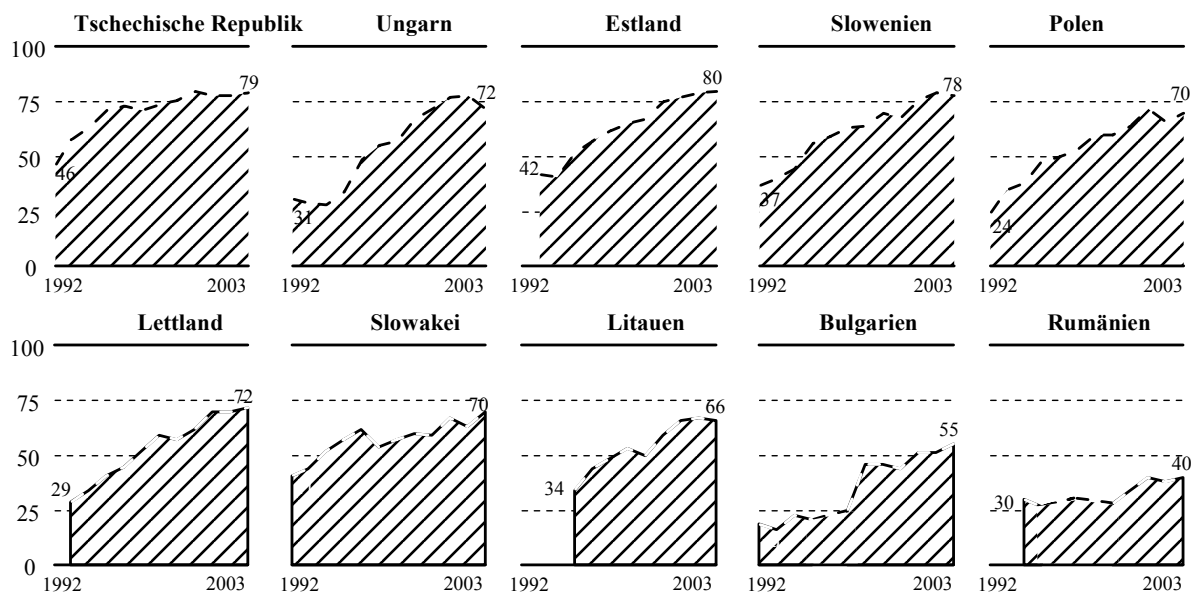 Tschechische Republik Ungarn Estland Slowenien Polen
100
79 72 80 78 70
75
50
46 31 42 37 24
25
0
1992 2003 1992 2003 1992 2003 1992 2003 1992 2003
Lettland Slowakei Litauen Bulgarien Rumänien
100
75
72 70 66 55 40
50
29 34 30
25
0
1992 2003 1992 2003 1992 2003 1992 2003 1992 2003